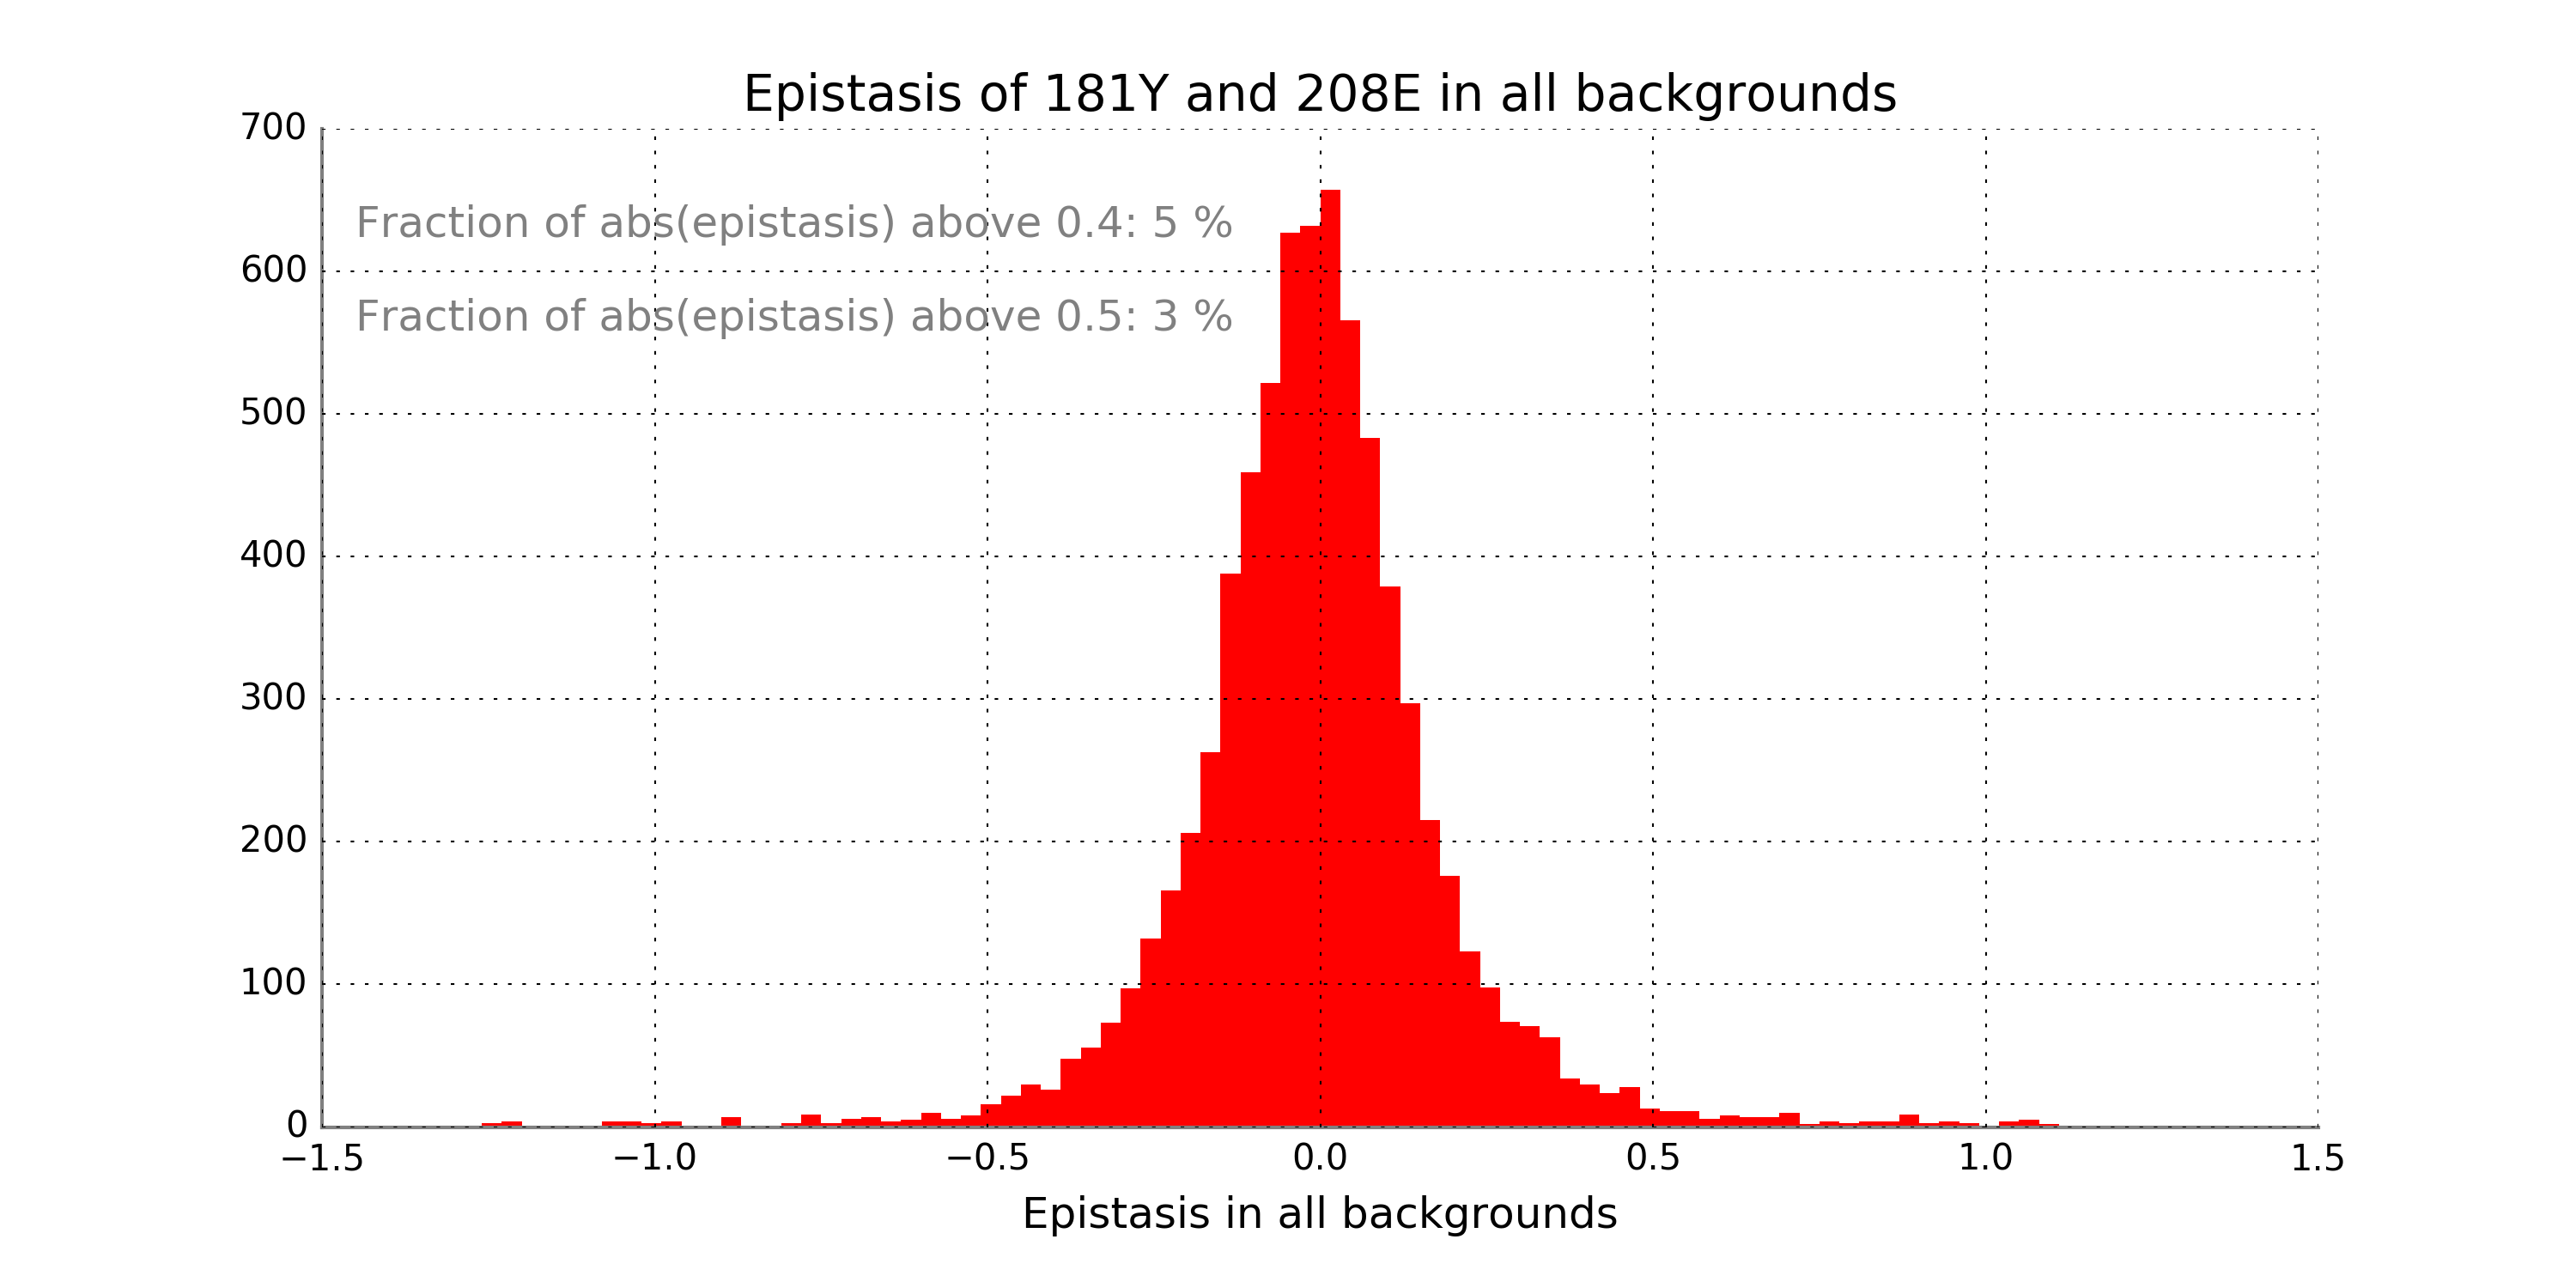 Epistasis of 181Y and 208E in all backgrounds
700
Fraction of abs(epistasis) above 0.4: 5 %
600
Fraction of abs(epistasis) above 0.5: 3 %
500
400
300
200
100
0
−1.5 −1.0 −0.5 0.0 0.5 1.0 1.5
Epistasis in all backgrounds